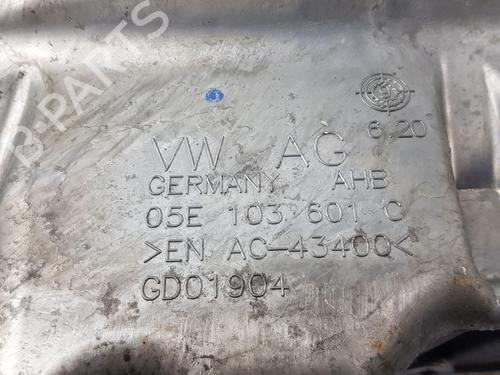 B-PARTS
6.20
VW AG
GERMANY AHB
05E 103 601 C
>EN AC-43400<
GD01904